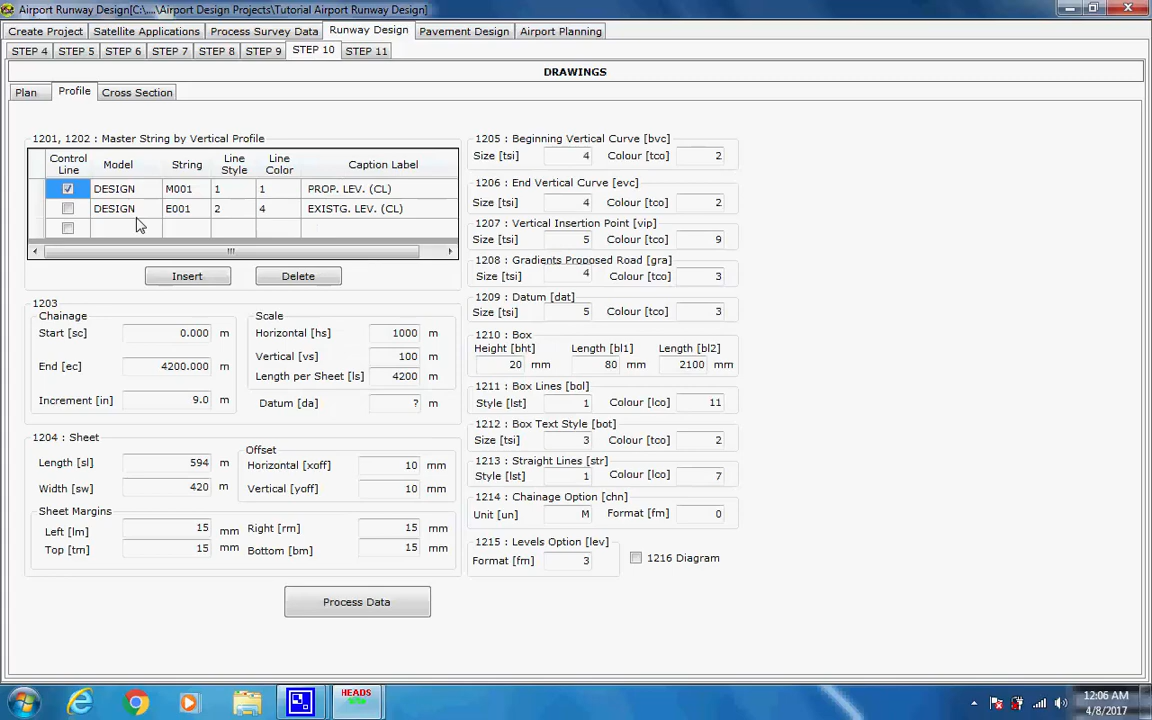 Airport Runway Design[C:\....\Airport Design Projects\Tutorial Airport Runway Design]
Create Project Satellite Applications Process Survey Data Runway Design Pavement Design Airport Planning
STEP 4 STEP 5 STEP 6 STEP 7 STEP 8 STEP 9 STEP 10 STEP 11
DRAWINGS
Plan Profile Cross Section
1201, 1202 : Master String by Vertical Profile
Control Line Model String Line Style Line Color Caption Label
DESIGN M001 1 1 PROP. LEV. (CL)
DESIGN E001 2 4 EXISTG. LEV. (CL)
Insert Delete
1203
Chainage
Start [sc] 0.000 m
End [ec] 4200.000 m
Increment [in] 9.0 m
Scale
Horizontal [hs] 1000 m
Vertical [vs] 100 m
Length per Sheet [ls] 4200 m
Datum [da] ? m
1204 : Sheet
Length [sl] 594 m
Width [sw] 420 m
Offset
Horizontal [xoff] 10 mm
Vertical [yoff] 10 mm
Sheet Margins
Left [lm] 15 mm Right [rm] 15 mm
Top [tm] 15 mm Bottom [bm] 15 mm
Process Data
1205 : Beginning Vertical Curve [bvc]
Size [tsi] 4 Colour [tco] 2
1206 : End Vertical Curve [evc]
Size [tsi] 4 Colour [tco] 2
1207 : Vertical Insertion Point [vip]
Size [tsi] 5 Colour [tco] 9
1208 : Gradients Proposed Road [gra]
Size [tsi] 4 Colour [tco] 3
1209 : Datum [dat]
Size [tsi] 5 Colour [tco] 3
1210 : Box
Height [bht] Length [bl1] Length [bl2]
20 mm 80 mm 2100 mm
1211 : Box Lines [bol]
Style [lst] 1 Colour [lco] 11
1212 : Box Text Style [bot]
Size [tsi] 3 Colour [tco] 2
1213 : Straight Lines [str]
Style [lst] 1 Colour [lco] 7
1214 : Chainage Option [chn]
Unit [un] M Format [fm] 0
1215 : Levels Option [lev]
Format [fm] 3
1216 Diagram
HEADS
12:06 AM
4/8/2017